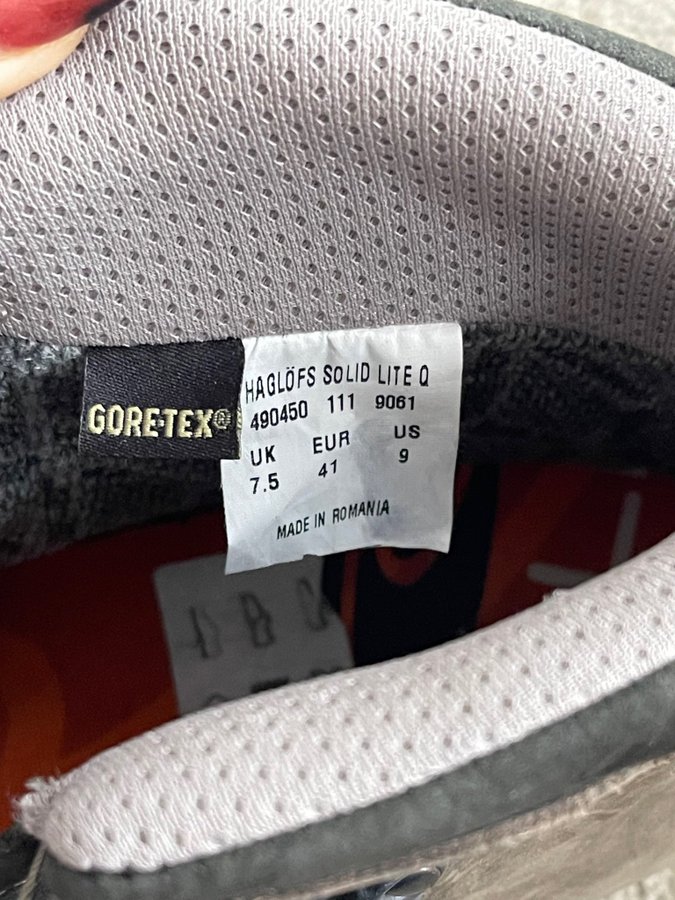 GORE-TEX®
HAGLÖFS SOLID LITE Q
490450 111 9061
UK EUR US
7.5 41 9
MADE IN ROMANIA